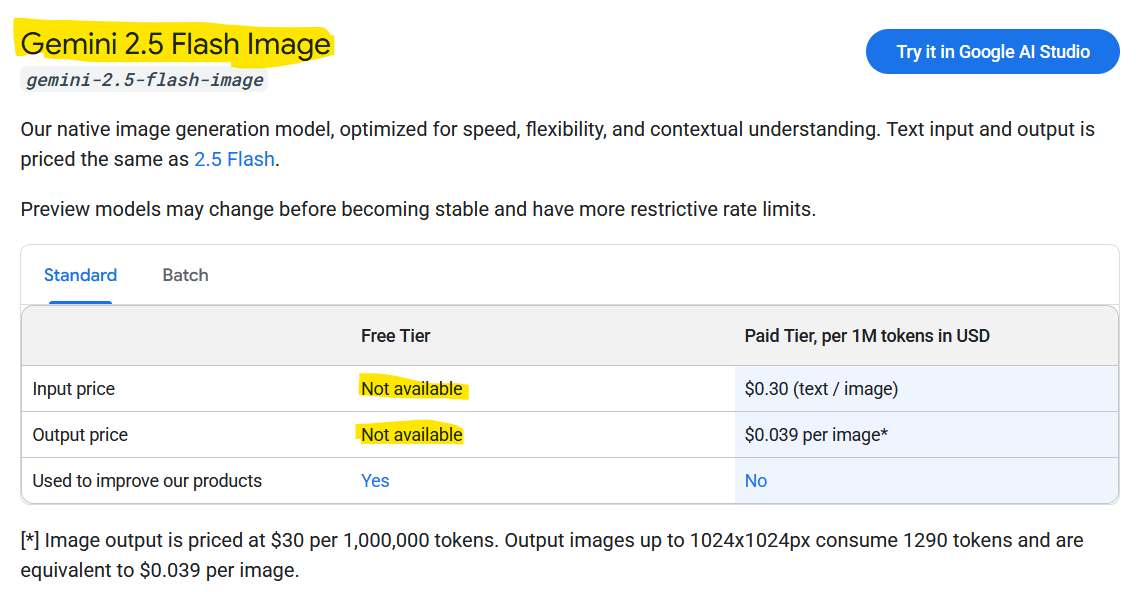 Gemini 2.5 Flash Image
Try it in Google AI Studio
gemini-2.5-flash-image
Our native image generation model, optimized for speed, flexibility, and contextual understanding. Text input and output is
priced the same as 2.5 Flash.
Preview models may change before becoming stable and have more restrictive rate limits.
Standard Batch
Free Tier Paid Tier, per 1M tokens in USD
Input price Not available $0.30 (text / image)
Output price Not available $0.039 per image*
Used to improve our products Yes No
[*] Image output is priced at $30 per 1,000,000 tokens. Output images up to 1024x1024px consume 1290 tokens and are
equivalent to $0.039 per image.